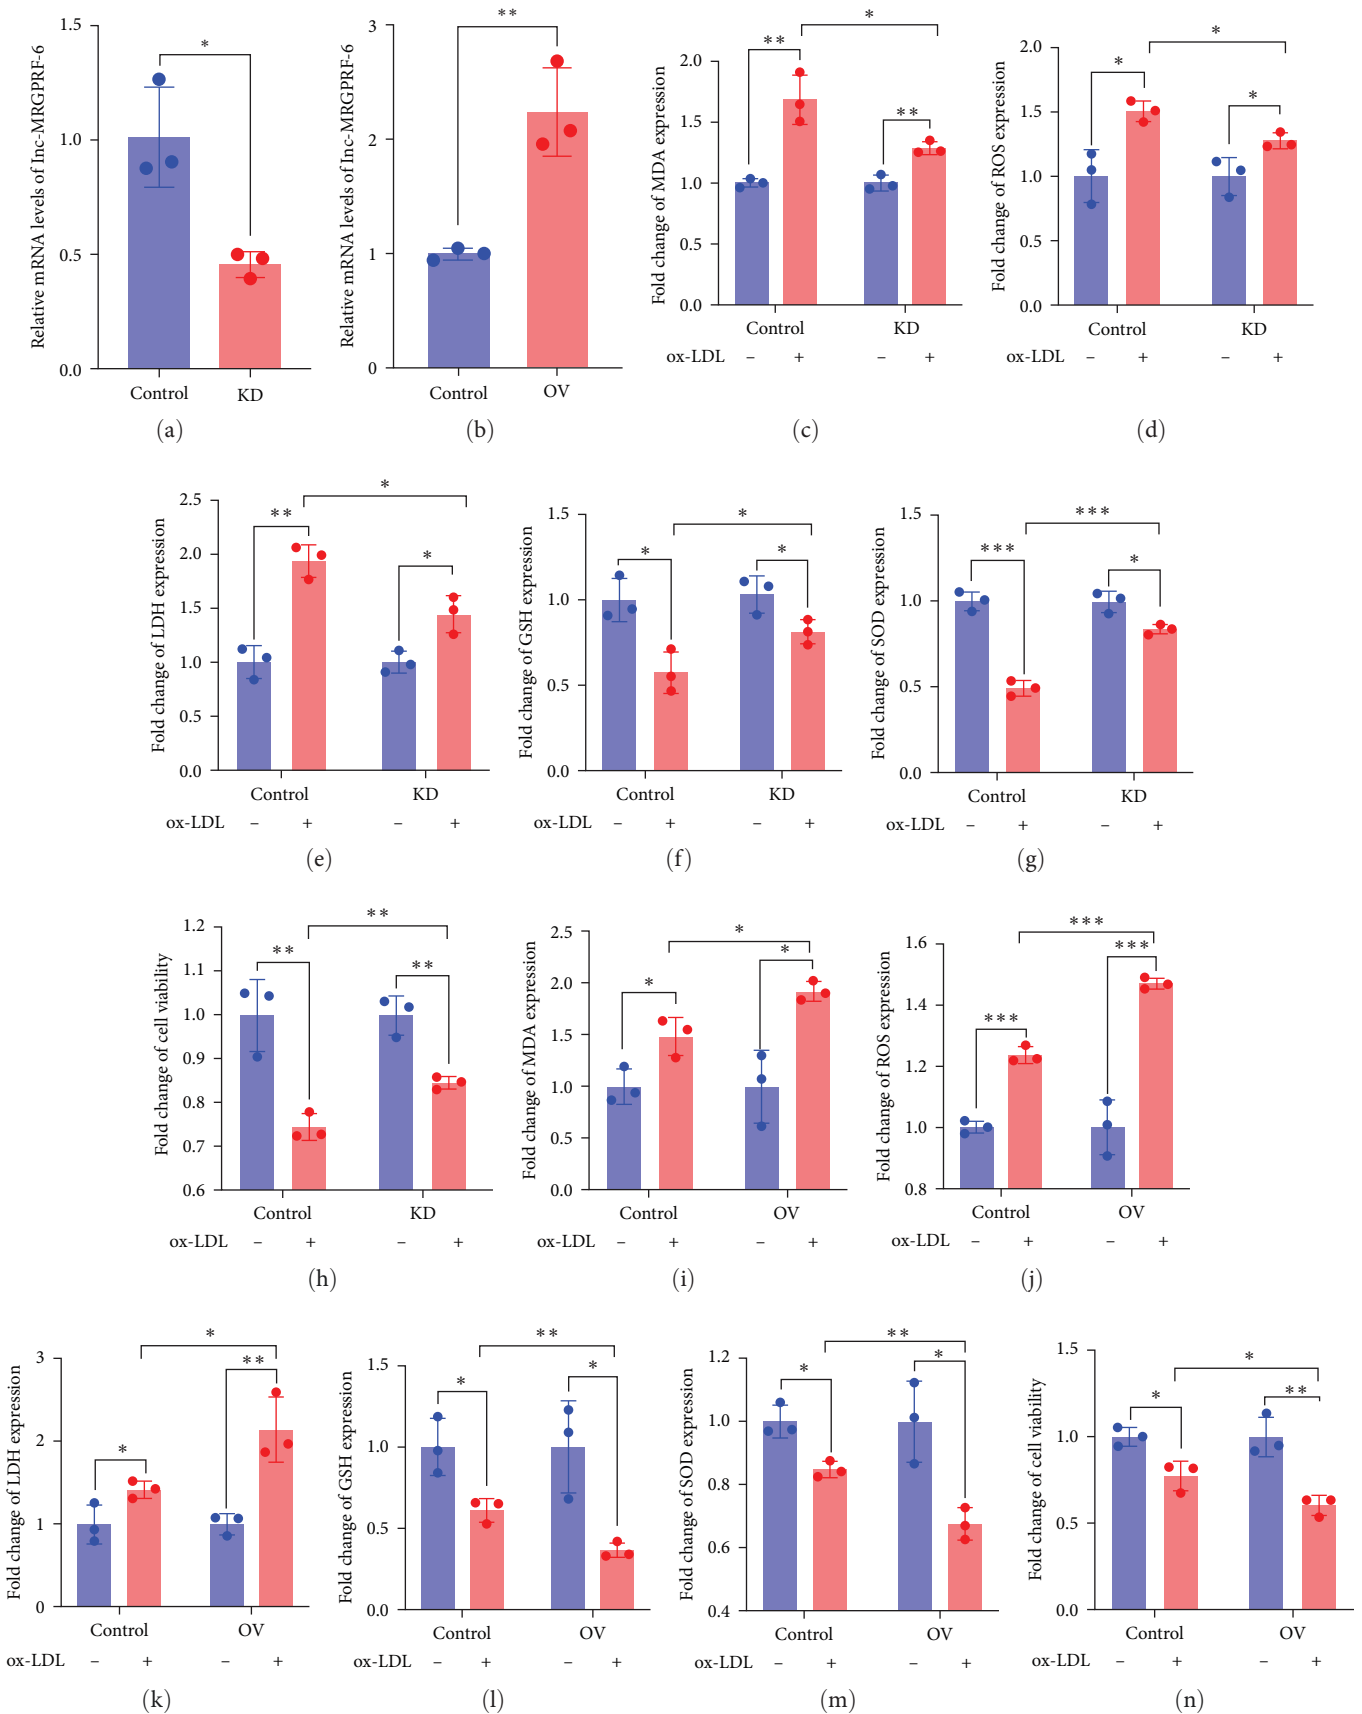 Relative mRNA levels of lnc-MRGPRF-6
1.5
1.0
0.5
0.0
*
Control
KD
(a)
Relative mRNA levels of lnc-MRGPRF-6
3
2
1
0
**
Control
OV
(b)
Fold change of MDA expression
2.0
1.5
1.0
0.5
0.0
*
**
**
Control
KD
ox-LDL – + – +
(c)
Fold change of ROS expression
2.0
1.5
1.0
0.5
0.0
*
*
*
Control
KD
ox-LDL – + – +
(d)
Fold change of LDH expression
2.5
2.0
1.5
1.0
0.5
0.0
*
**
*
Control
KD
ox-LDL – + – +
(e)
Fold change of GSH expression
1.5
1.0
0.5
0.0
*
*
*
Control
KD
ox-LDL – + – +
(f)
Fold change of SOD expression
1.5
1.0
0.5
0.0
***
***
*
Control
KD
ox-LDL – + – +
(g)
Fold change of cell viability
1.2
1.1
1.0
0.9
0.8
0.7
0.6
**
**
**
Control
KD
ox-LDL – + – +
(h)
Fold change of MDA expression
2.5
2.0
1.5
1.0
0.5
0.0
*
*
*
Control
OV
ox-LDL – + – +
(i)
Fold change of ROS expression
1.6
1.4
1.2
1.0
0.8
***
***
***
Control
OV
ox-LDL – + – +
(j)
Fold change of LDH expression
3
2
1
0
*
**
*
Control
OV
ox-LDL – + – +
(k)
Fold change of GSH expression
1.5
1.0
0.5
0.0
**
*
*
Control
OV
ox-LDL – + – +
(l)
Fold change of SOD expression
1.2
1.0
0.8
0.6
0.4
**
*
*
Control
OV
ox-LDL – + – +
(m)
Fold change of cell viability
1.5
1.0
0.5
0.0
*
*
**
Control
OV
ox-LDL – + – +
(n)